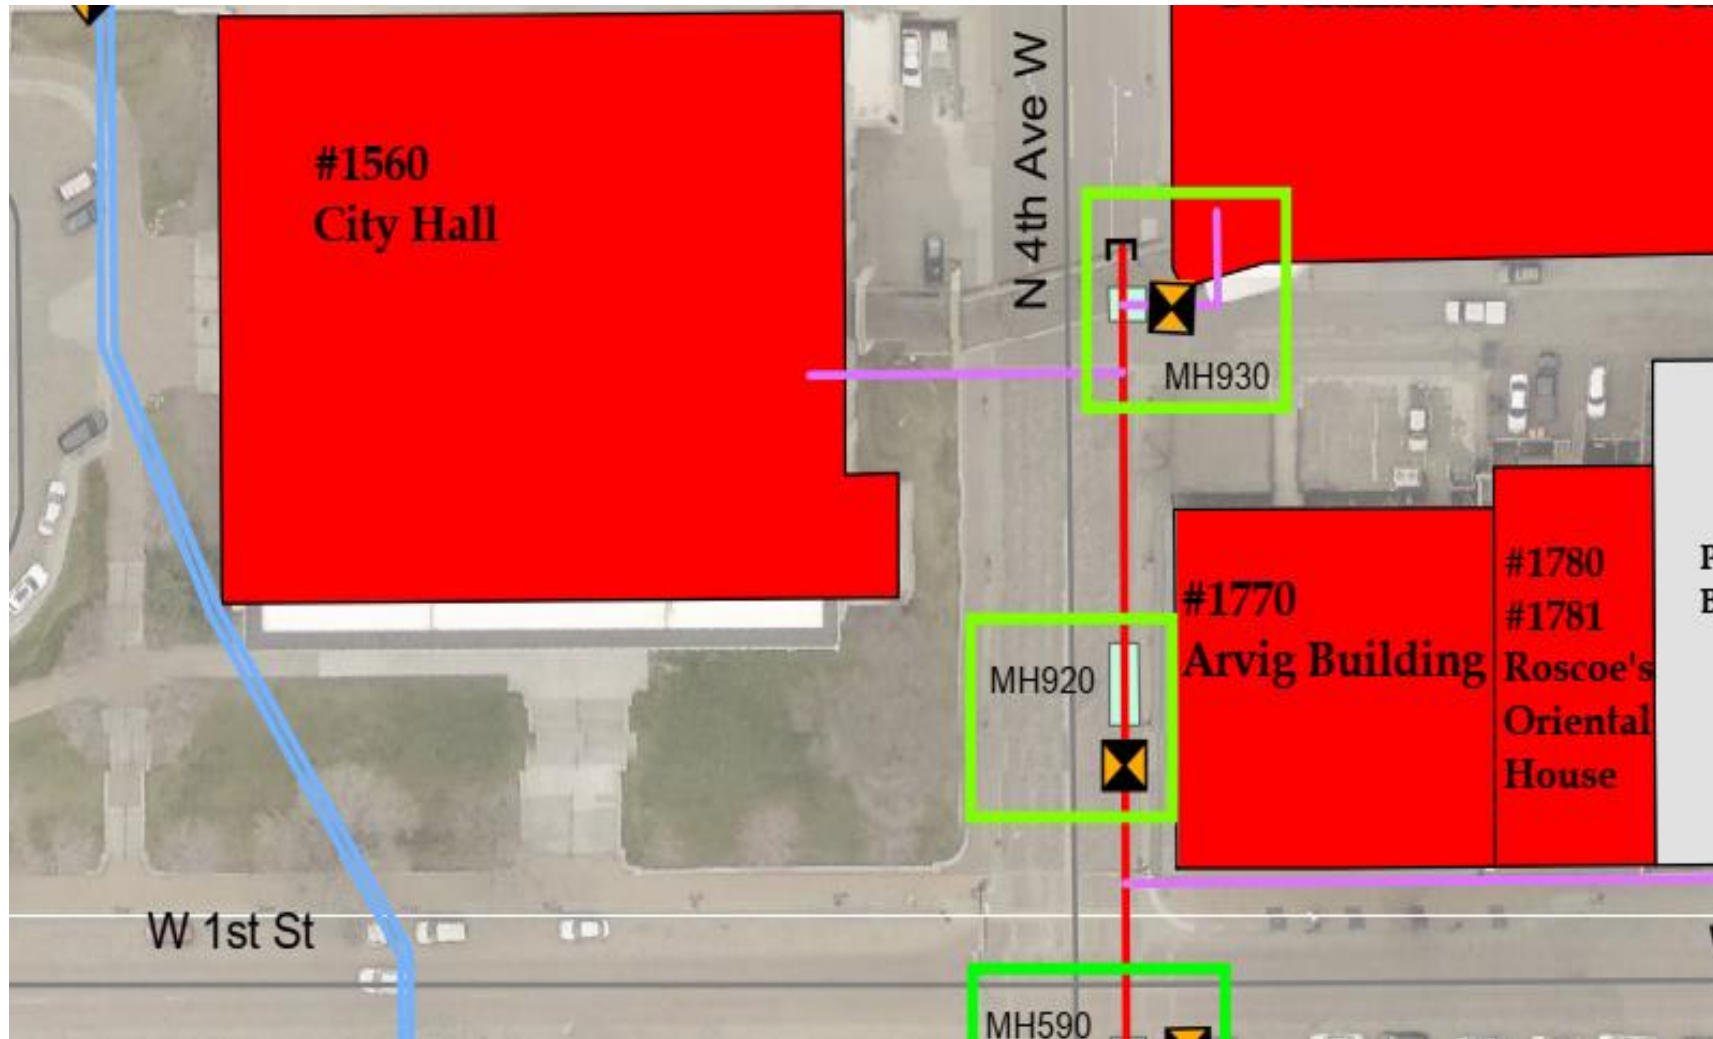 #1560
City Hall
N 4th Ave W
MH930
#1770
Arvig Building
#1780
#1781
Roscoe's
Oriental
House
MH920
W 1st St
MH590